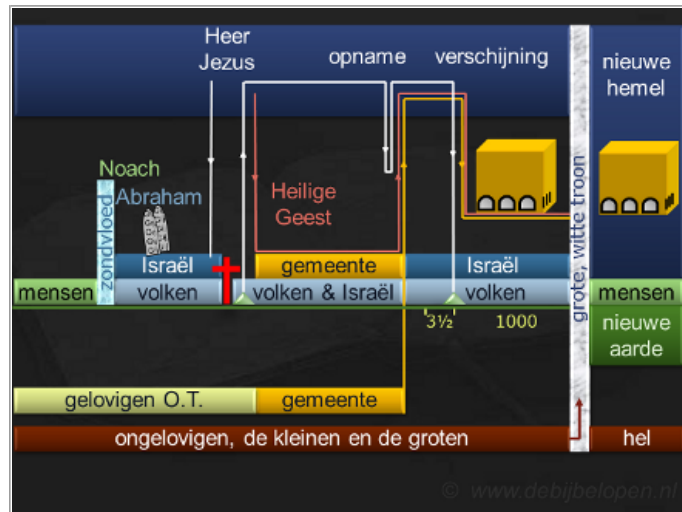 Heer
Jezus
opname
verschijning
nieuwe
hemel
Noach
Abraham
zondvloed
Heilige
Geest
grote, witte troon
Israël
gemeente
Israël
mensen
volken
volken & Israël
volken
mensen
3½
1000
nieuwe
aarde
gelovigen O.T.
gemeente
ongelovigen, de kleinen en de groten
hel
© www.debijbelopen.nl